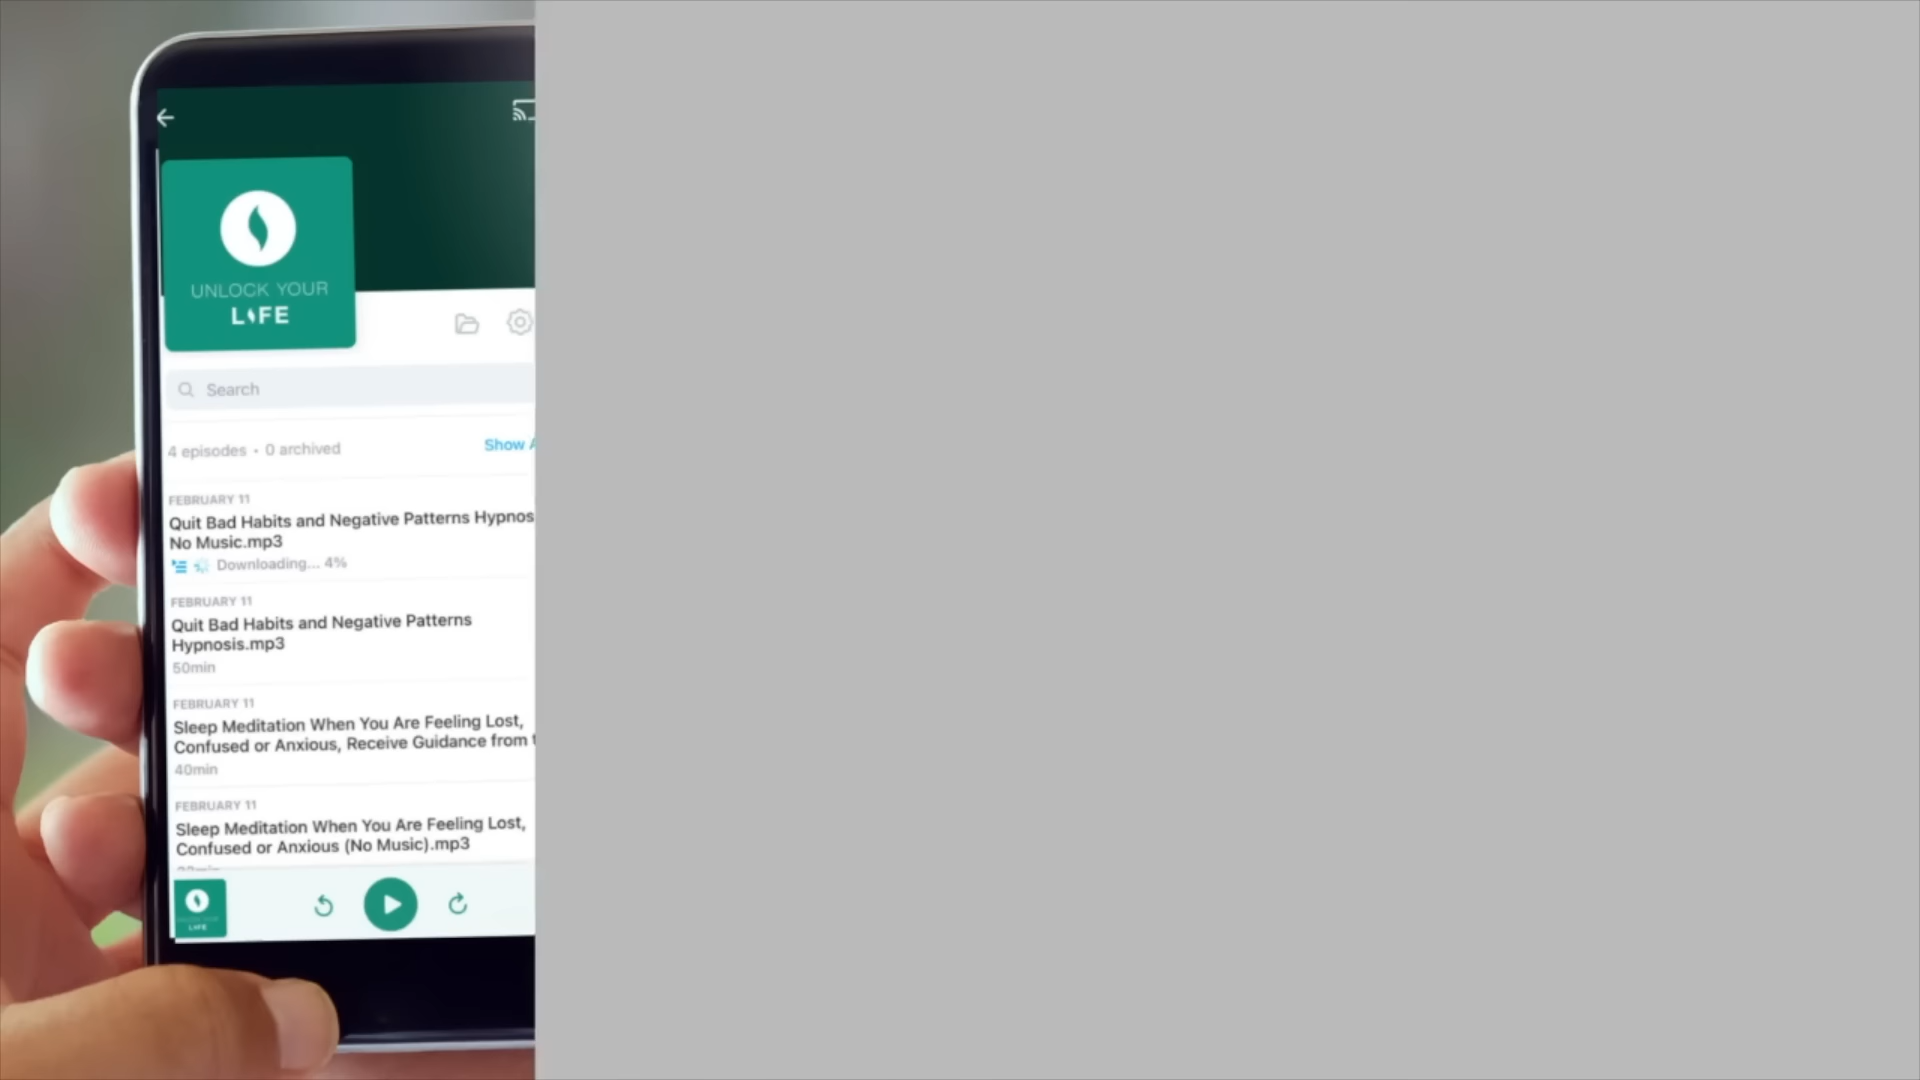 UNLOCK YOUR
LIFE
Search
4 episodes • 0 archived
Show
FEBRUARY 11
Quit Bad Habits and Negative Patterns Hypnos
No Music.mp3
Downloading... 4%
FEBRUARY 11
Quit Bad Habits and Negative Patterns
Hypnosis.mp3
50min
FEBRUARY 11
Sleep Meditation When You Are Feeling Lost,
Confused or Anxious, Receive Guidance from
40min
FEBRUARY 11
Sleep Meditation When You Are Feeling Lost,
Confused or Anxious (No Music).mp3
LIFE